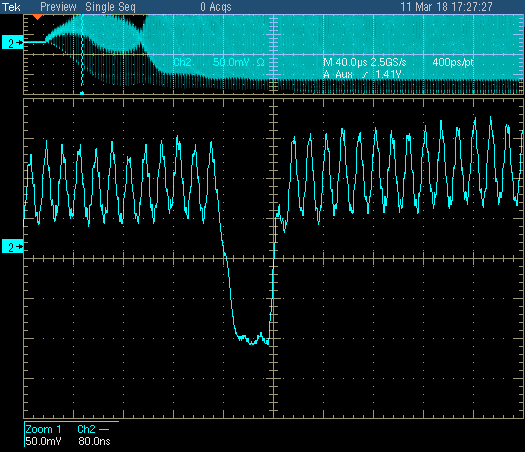 Tek Preview Single Seq 0 Acqs 11 Mar 18 17:27:27
2
Ch2 50.0mV Ω M 40.0µs 2.5GS/s 400ps/pt
A Aux ∫ 1.41V
2
Zoom 1 Ch2
50.0mV 80.0ns